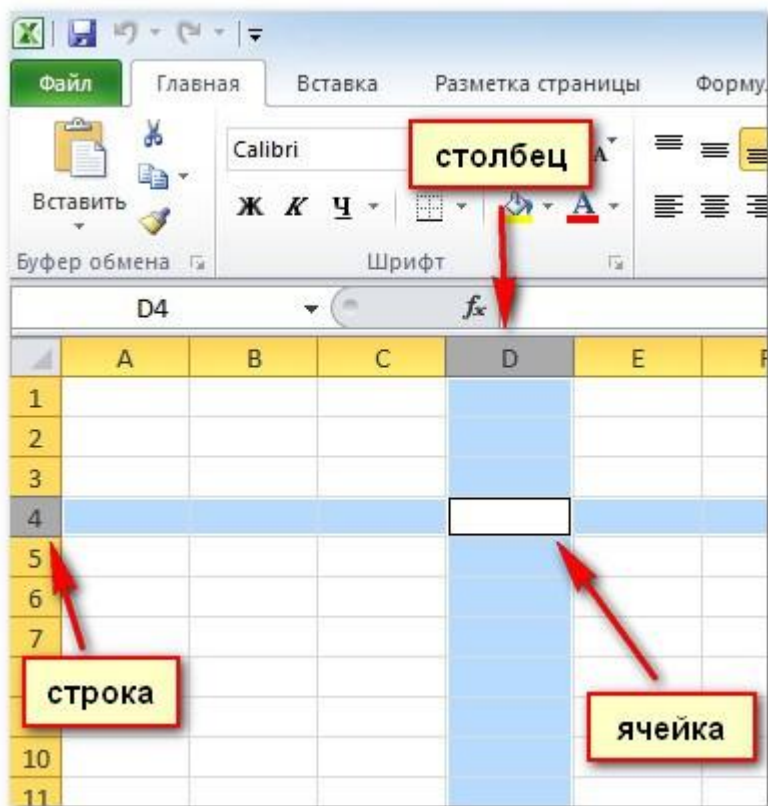 Файл Главная Вставка Разметка страницы Форму
Calibri
столбец
Вставить
Ж К Ч А
Буфер обмена Шрифт
D4 fx
A B C D E F
1
2
3
4
5
6
7
строка
ячейка
10
11